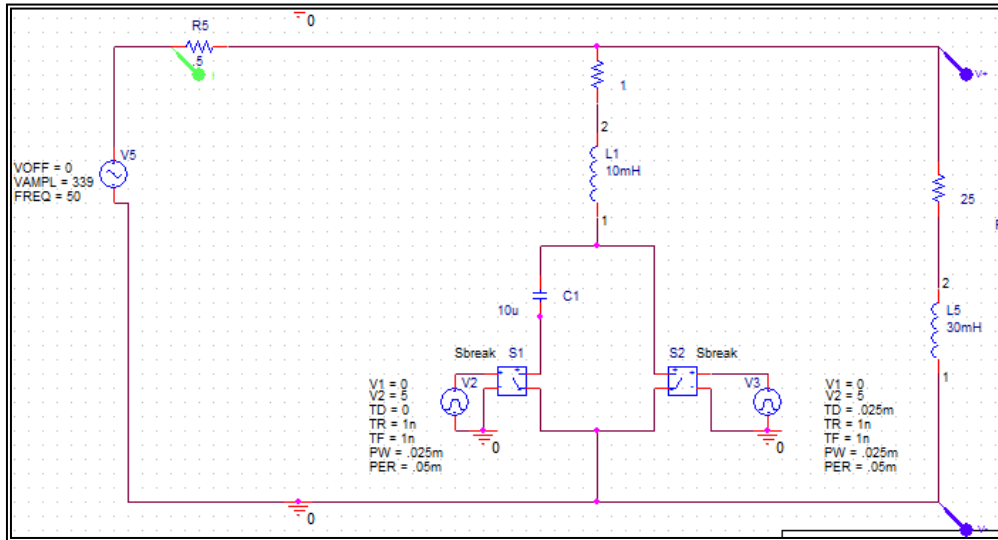 0
R5
.5
I
V+
1
2
V5
L1
VOFF = 0
VAMPL = 339
FREQ = 50
10mH
25
1
2
C1
L5
10u
30mH
Sbreak S1
S2 Sbreak
1
V2
V3
V1 = 0
V2 = 5
TD = 0
TR = 1n
TF = 1n
PW = .025m
PER = .05m
V1 = 0
V2 = 5
TD = .025m
TR = 1n
TF = 1n
PW = .025m
PER = .05m
0
0
0
V-